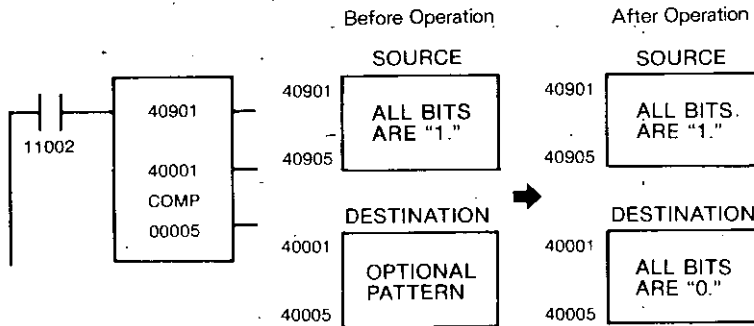 Before Operation
After Operation
SOURCE
SOURCE
40901
40901
40901
ALL BITS
ARE "1."
ALL BITS.
ARE "1."
11002
40905
40905
40001
COMP
00005
DESTINATION
DESTINATION
40001
40001
OPTIONAL
PATTERN
ALL BITS
ARE "0."
40005
40005